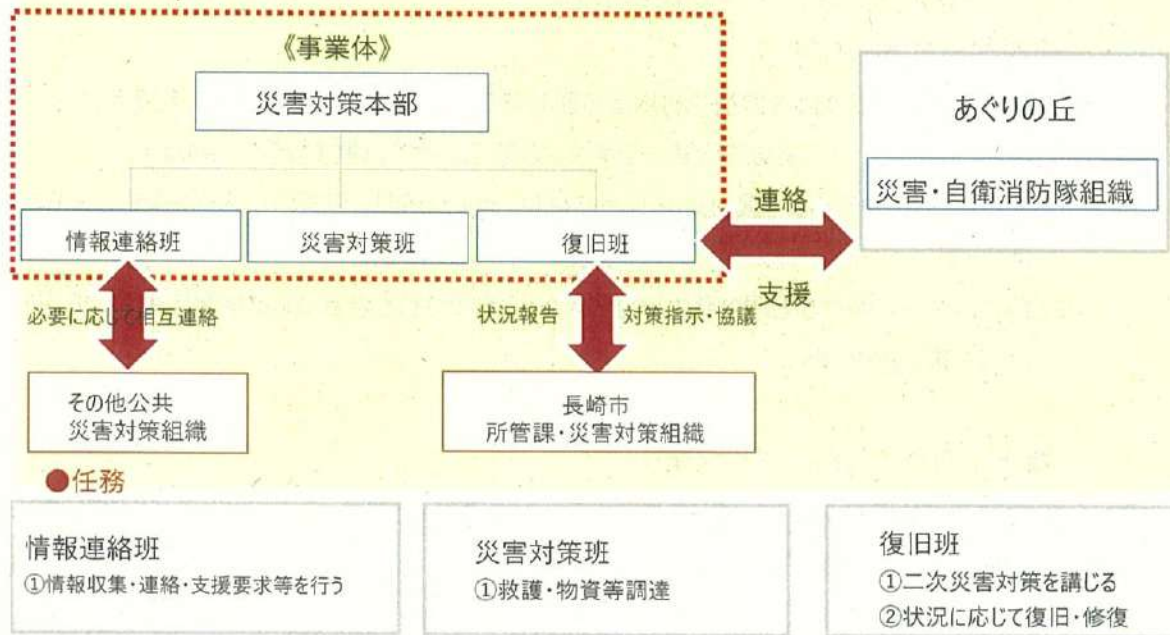 《事業体》
災害対策本部
あぐりの丘
災害・自衛消防隊組織
情報連絡班
災害対策班
復旧班
連絡
支援
必要に応じて相互連絡
状況報告
対策指示・協議
その他公共
災害対策組織
長崎市
所管課・災害対策組織
●任務
情報連絡班
①情報収集・連絡・支援要求等を行う
災害対策班
①救護・物資等調達
復旧班
①二次災害対策を講じる
②状況に応じて復旧・修復